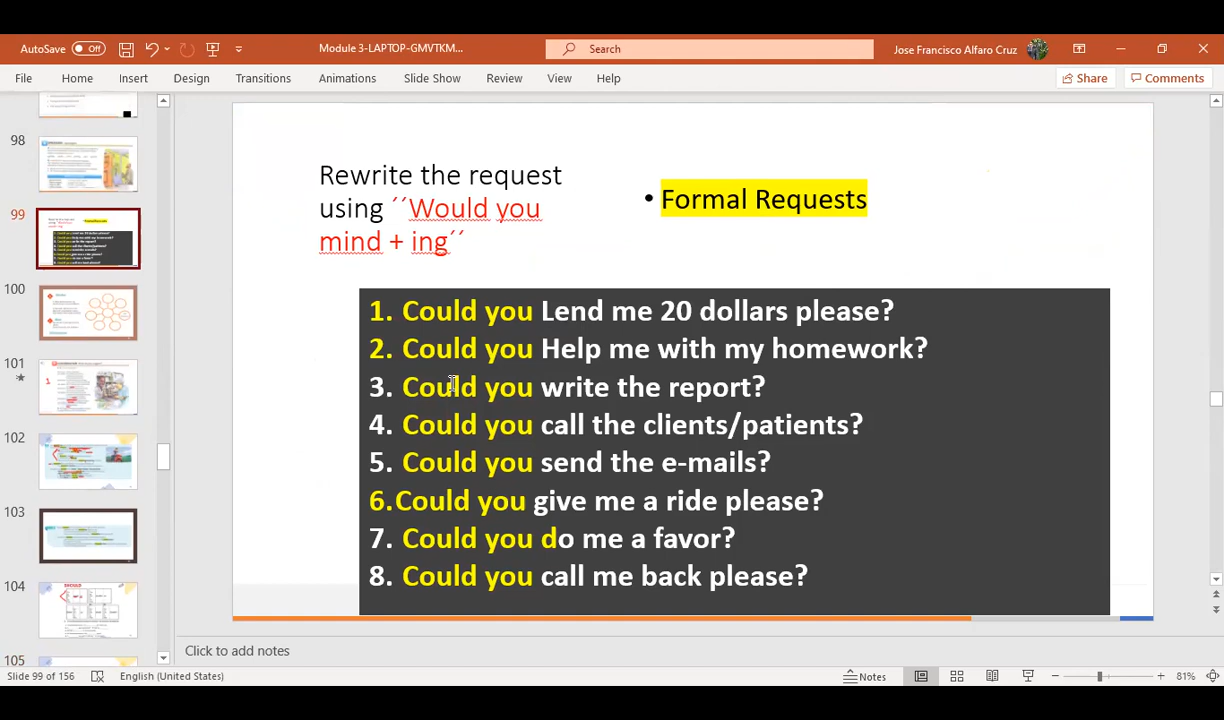 AutoSave Off
Module 3-LAPTOP-GMVTKM...
Search
Jose Francisco Alfaro Cruz
File Home Insert Design Transitions Animations Slide Show Review View Help
Share Comments
98
99
100
101
102
103
104
105
Rewrite the request
using ´´Would you
mind + ing´´
• Formal Requests
1. Could you Lend me 20 dollars please?
2. Could you Help me with my homework?
3. Could you write the report?
4. Could you call the clients/patients?
5. Could you send the e-mails?
6.Could you give me a ride please?
7. Could you do me a favor?
8. Could you call me back please?
Click to add notes
Slide 99 of 156 English (United States) Notes 81%